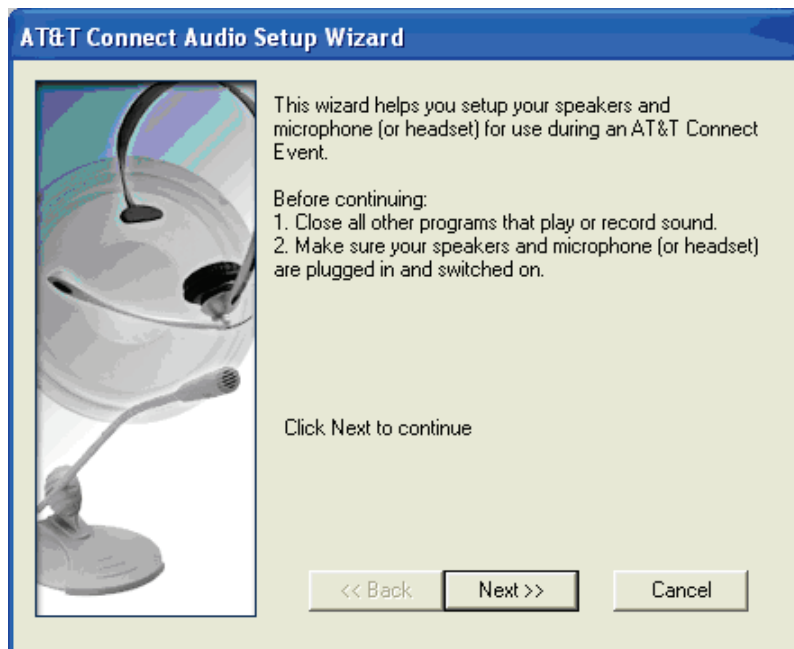 AT&T Connect Audio Setup Wizard
This wizard helps you setup your speakers and
microphone (or headset) for use during an AT&T Connect
Event.
Before continuing:
1. Close all other programs that play or record sound.
2. Make sure your speakers and microphone (or headset)
are plugged in and switched on.
Click Next to continue
<< Back
Next >>
Cancel